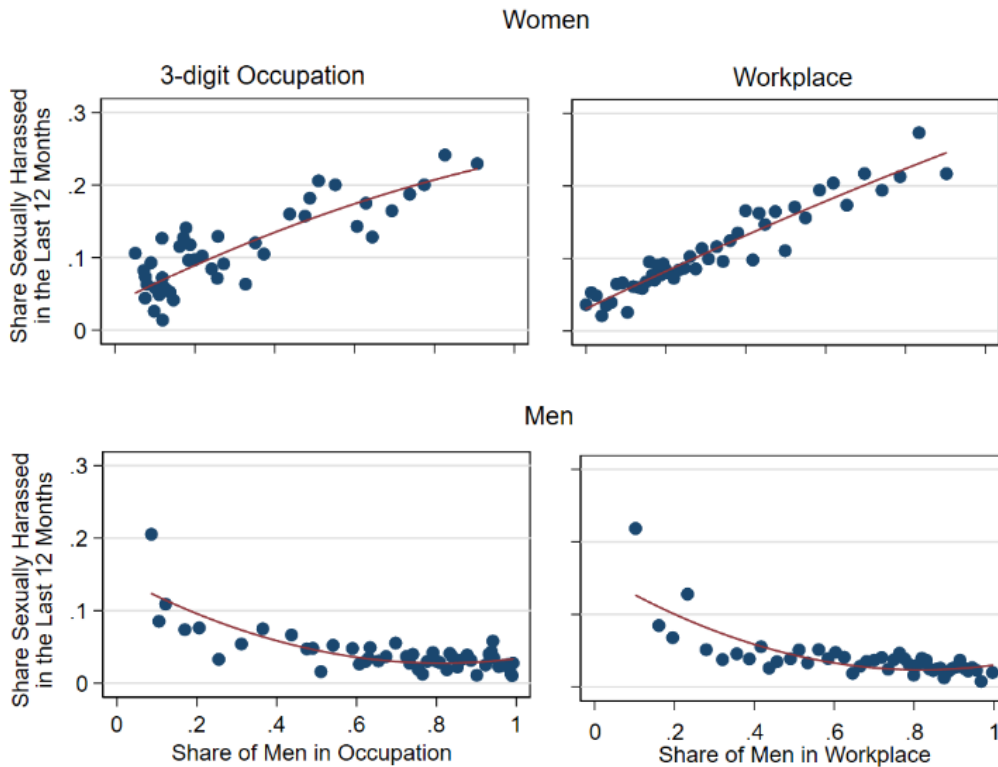 Women
3-digit Occupation
Workplace
Share Sexually Harassed
in the Last 12 Months
.3
.2
.1
0
Men
Share Sexually Harassed
in the Last 12 Months
.3
.2
.1
0
0 .2 .4 .6 .8 1
Share of Men in Occupation
0 .2 .4 .6 .8 1
Share of Men in Workplace